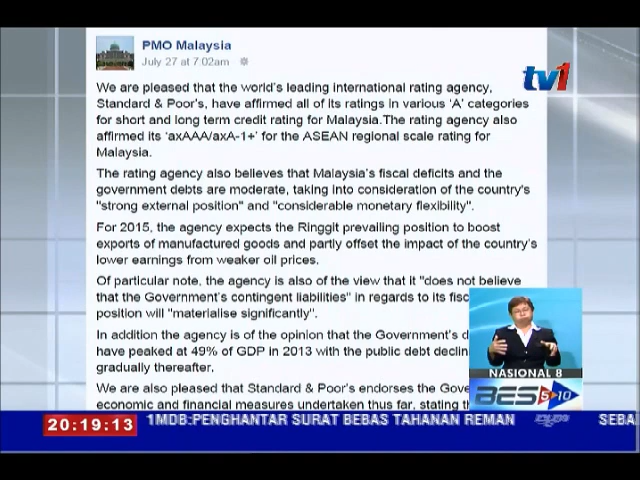 PMO Malaysia
July 27 at 7.02am
tv1
We are pleased that the world's leading international rating agency,
Standard & Poor's, have affirmed all of its ratings in various 'A' categories
for short and long term credit rating for Malaysia.The rating agency also
affirmed its 'axAAA/axA-1+' for the ASEAN regional scale rating for
Malaysia.
The rating agency also believes that Malaysia's fiscal deficits and the
government debts are moderate, taking into consideration of the country's
"strong external position" and "considerable monetary flexibility".
For 2015, the agency expects the Ringgit prevailing position to boost
exports of manufactured goods and partly offset the impact of the country's
lower earnings from weaker oil prices.
Of particular note, the agency is also of the view that it "does not believe
that the Government's contingent liabilities" in regards to its fisc
position will "materialise significantly".
In addition the agency is of the opinion that the Government's d
have peaked at 49% of GDP in 2013 with the public debt declin
gradually thereafter,
We are also pleased that Standard & Poor's endorses the Gove
economic and financial measures undertaken thus far, stating th
NASIONAL 8
BES 5 10
20:19:13 1MDB:PENGHANTAR SURAT BEBAS TAHANAN REMAN SEBA